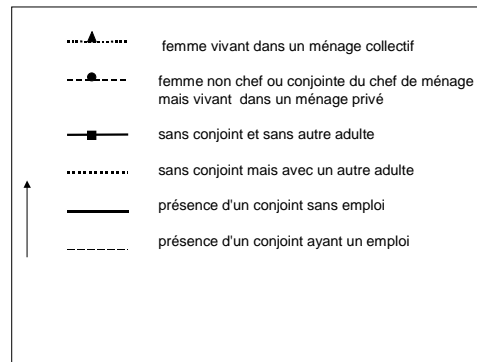 femme vivant dans un ménage collectif
femme non chef ou conjointe du chef de ménage
mais vivant dans un ménage privé
sans conjoint et sans autre adulte
sans conjoint mais avec un autre adulte
présence d'un conjoint sans emploi
présence d'un conjoint ayant un emploi